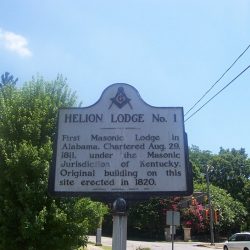 G
HELION LODGE No. 1
First Masonic Lodge in
Alabama. Chartered Aug. 29,
1811, under the Masonic
Jurisdiction of Kentucky.
Original building on this
site erected in 1820.